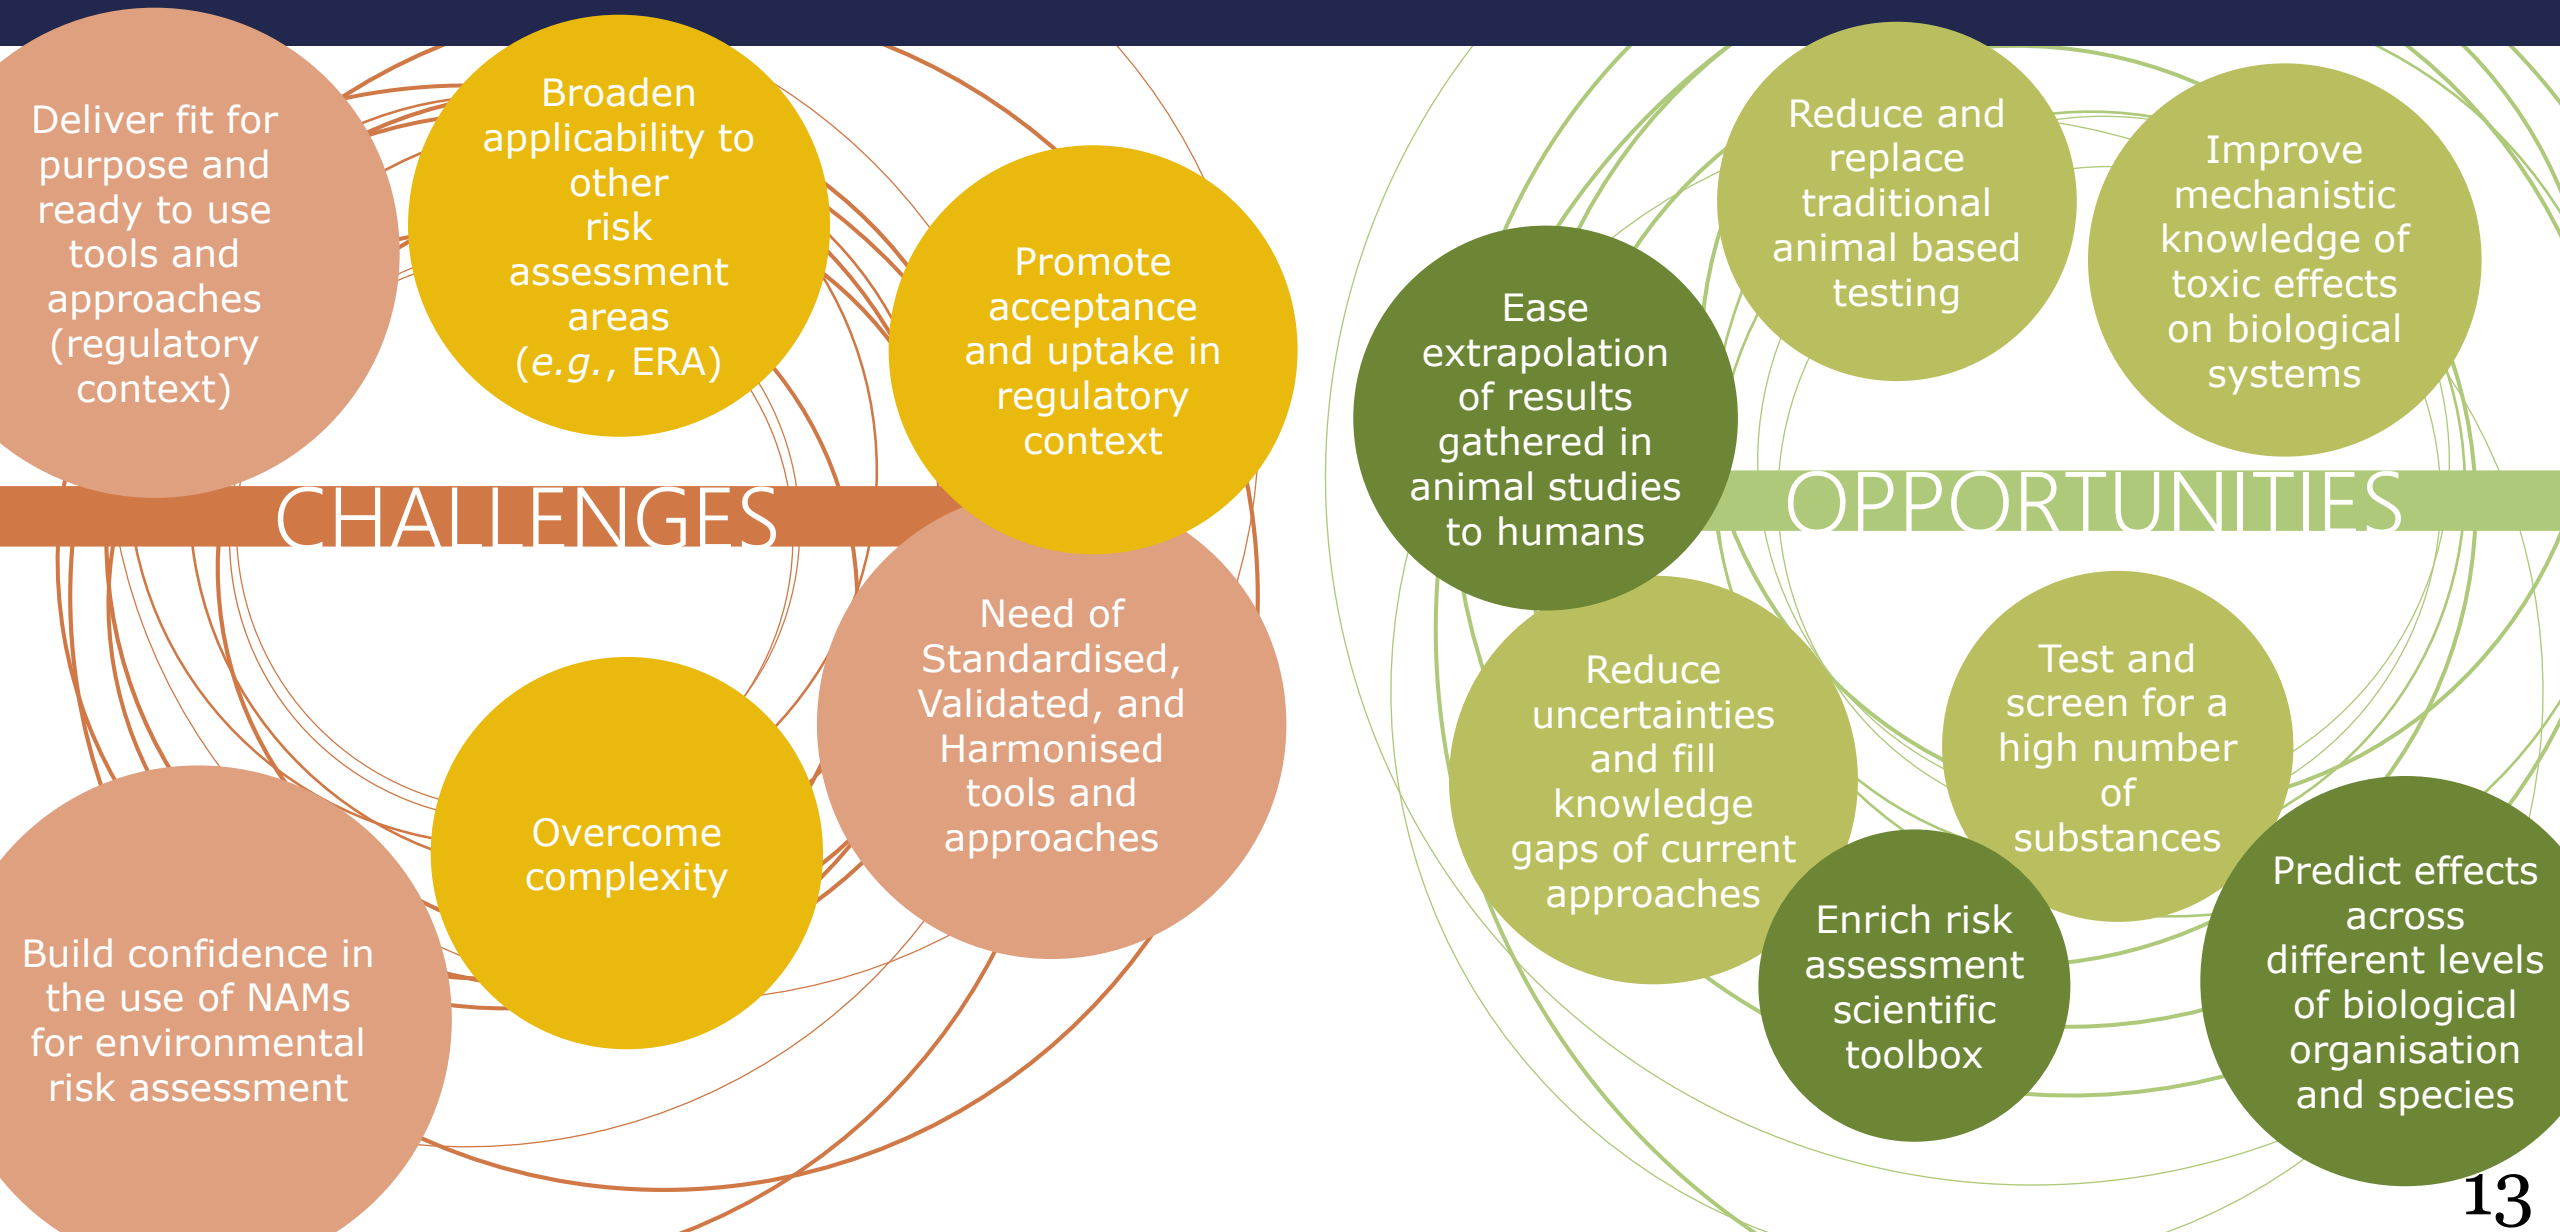 Deliver fit for
purpose and
ready to use
tools and
approaches
(regulatory
context)
Broaden
applicability to
other
risk
assessment
areas
(e.g., ERA)
Promote
acceptance
and uptake in
regulatory
context
CHALLENGES
Need of
Standardised,
Validated, and
Harmonised
tools and
approaches
Overcome
complexity
Build confidence in
the use of NAMs
for environmental
risk assessment
Reduce and
replace
traditional
animal based
testing
Improve
mechanistic
knowledge of
toxic effects
on biological
systems
Ease
extrapolation
of results
gathered in
animal studies
to humans
OPPORTUNITIES
Reduce
uncertainties
and fill
knowledge
gaps of current
approaches
Test and
screen for a
high number
of
substances
Enrich risk
assessment
scientific
toolbox
Predict effects
across
different levels
of biological
organisation
and species
13